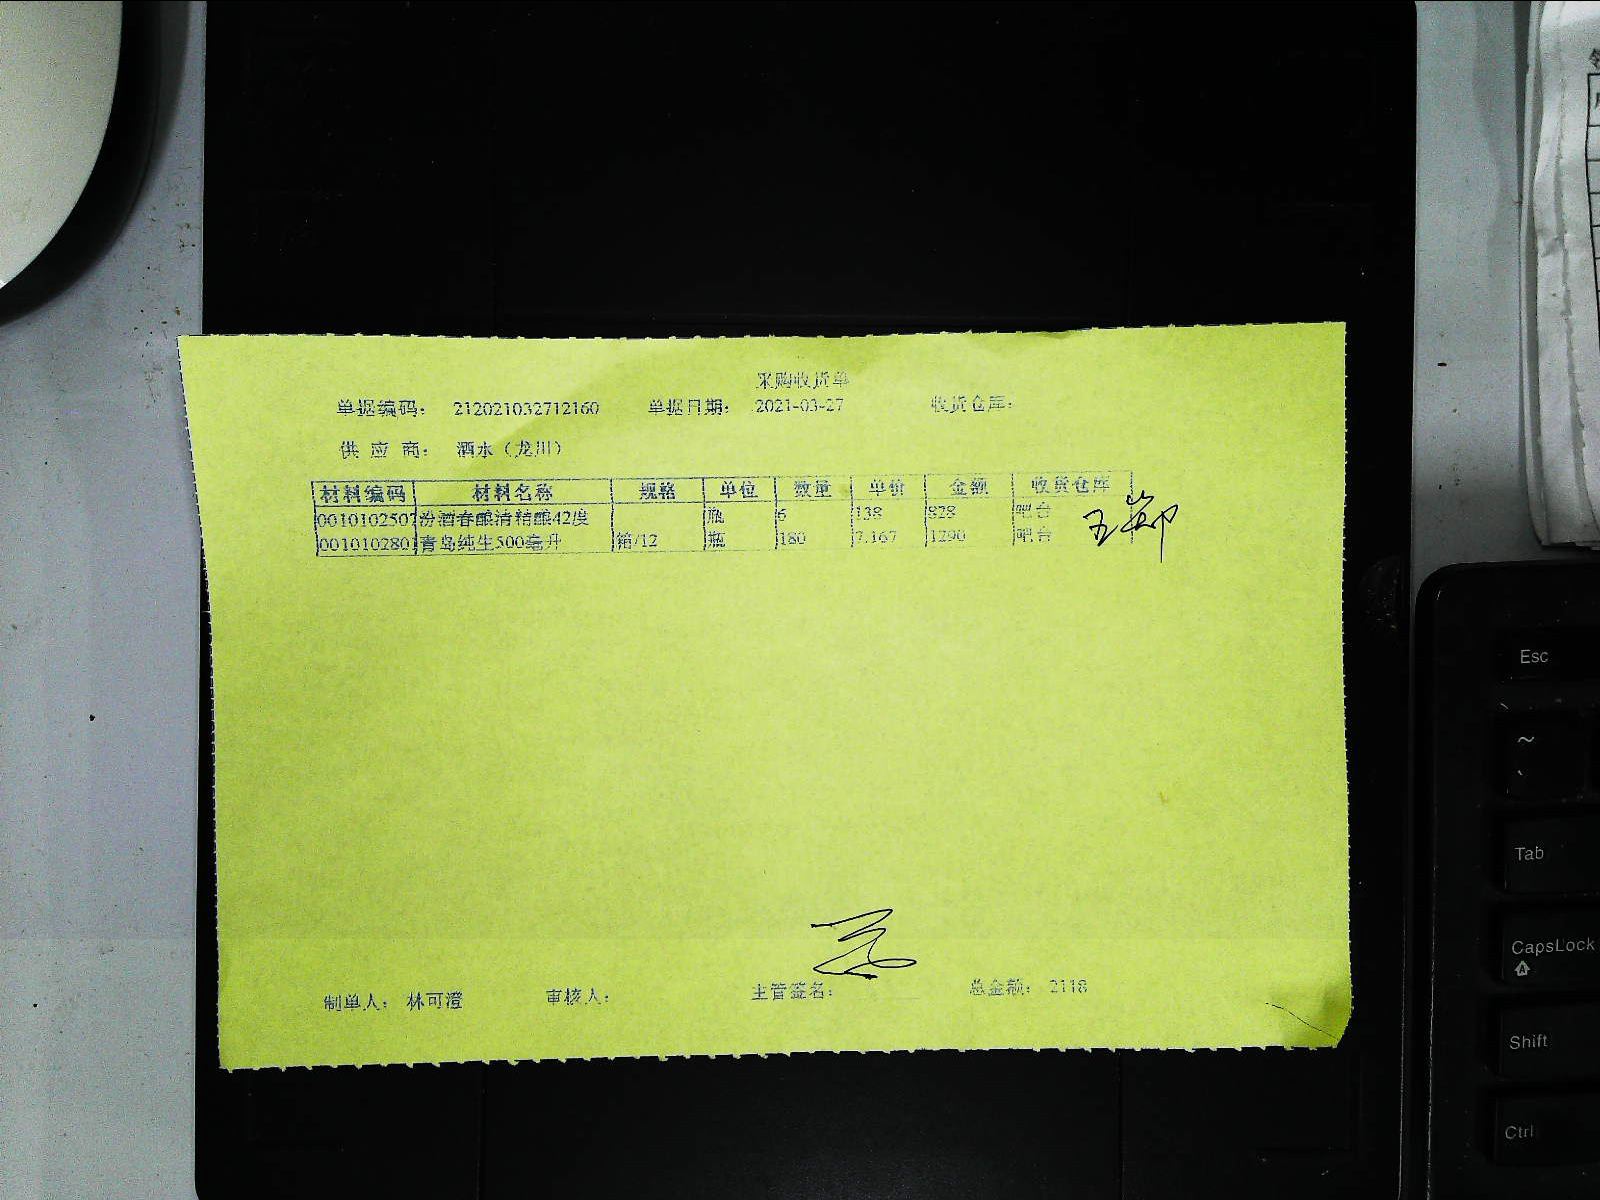 采购收货单
单据编码： 212021032712160 单据日期： 2021-03-27 收货仓库：
供 应 商： 酒水（龙川）
材料编码 材料名称 规格 单位 数量 单价 金额 收货仓库
0010102507 汾酒春酿清精酿42度 瓶 6 138 828 吧台
0010102801 青岛纯生500毫升 箱/12 瓶 180 7.167 1290 吧台
制单人： 林可澄 审核人： 主管签名： 总金额： 2118
Esc
~
Tab
CapsLock
A
Shift
Ctrl